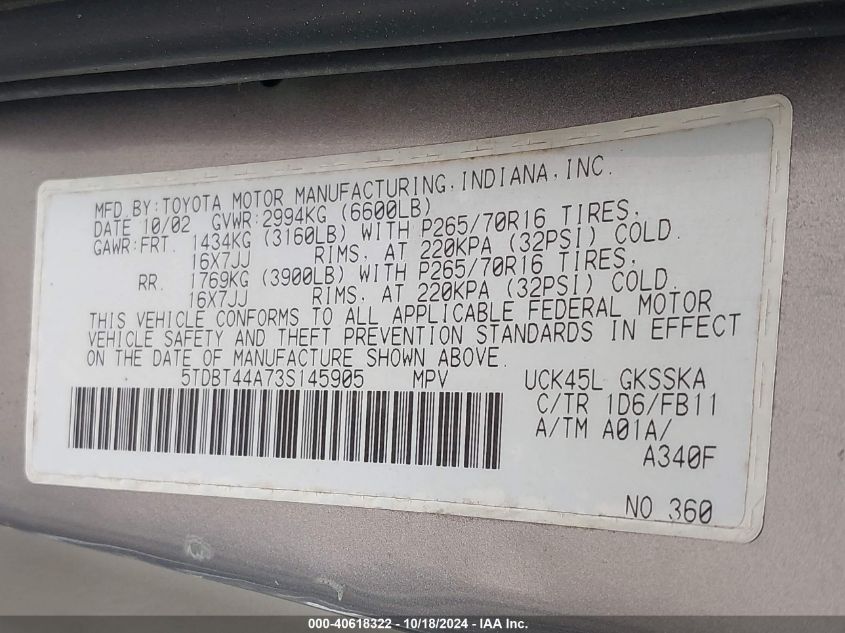 MFD BY:TOYOTA MOTOR MANUFACTURING,INDIANA,INC.
DATE 10/02 GVWR:2994KG (6600LB)
GAWR:FRT. 1434KG (3160LB) WITH P265/70R16 TIRES,
16X7JJ RIMS, AT 220KPA (32PSI) COLD.
RR. 1769KG (3900LB) WITH P265/70R16 TIRES,
16X7JJ RIMS, AT 220KPA (32PSI) COLD.
THIS VEHICLE CONFORMS TO ALL APPLICABLE FEDERAL MOTOR
VEHICLE SAFETY AND THEFT PREVENTION STANDARDS IN EFFECT
ON THE DATE OF MANUFACTURE SHOWN ABOVE.
5TDBT44A73S145905 MPV UCK45L GKSSKA
C/TR 1D6/FB11
A/TM A01A/
A340F
NO 360
000-40618322 - 10/18/2024 - IAA Inc.